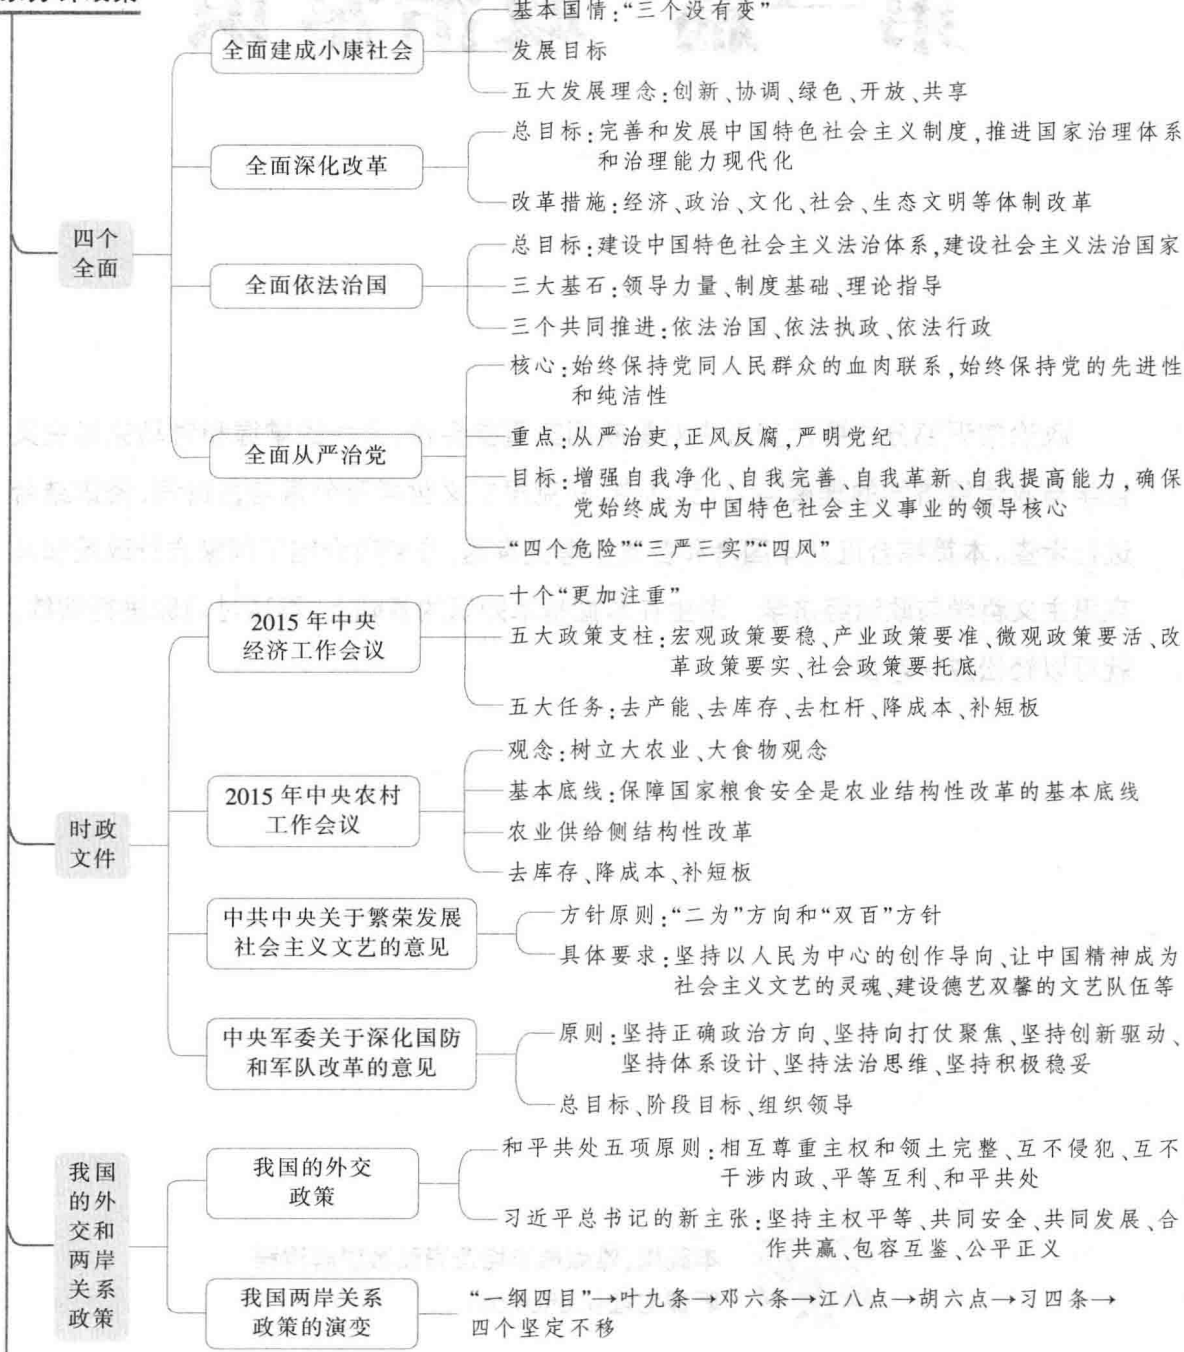 全面建成小康社会
基本国情:“三个没有变”
发展目标
五大发展理念:创新、协调、绿色、开放、共享
全面深化改革
总目标:完善和发展中国特色社会主义制度,推进国家治理体系
和治理能力现代化
改革措施:经济、政治、文化、社会、生态文明等体制改革
四个
全面
全面依法治国
总目标:建设中国特色社会主义法治体系,建设社会主义法治国家
三大基石:领导力量、制度基础、理论指导
三个共同推进:依法治国、依法执政、依法行政
全面从严治党
核心:始终保持党同人民群众的血肉联系,始终保持党的先进性
和纯洁性
重点:从严治吏,正风反腐,严明党纪
目标:增强自我净化、自我完善、自我革新、自我提高能力,确保
党始终成为中国特色社会主义事业的领导核心
“四个危险”“三严三实”“四风”
2015年中央
经济工作会议
十个“更加注重”
五大政策支柱:宏观政策要稳、产业政策要准、微观政策要活、改
革政策要实、社会政策要托底
五大任务:去产能、去库存、去杠杆、降成本、补短板
时政
文件
2015年中央农村
工作会议
观念:树立大农业、大食物观念
基本底线:保障国家粮食安全是农业结构性改革的基本底线
农业供给侧结构性改革
去库存、降成本、补短板
中共中央关于繁荣发展
社会主义文艺的意见
方针原则:“二为”方向和“双百”方针
具体要求:坚持以人民为中心的创作导向、让中国精神成为
社会主义文艺的灵魂、建设德艺双馨的文艺队伍等
中央军委关于深化国防
和军队改革的意见
原则:坚持正确政治方向、坚持向打仗聚焦、坚持创新驱动、
坚持体系设计、坚持法治思维、坚持积极稳妥
总目标、阶段目标、组织领导
我国
的外
交和
两岸
关系
政策
我国的外交
政策
和平共处五项原则:相互尊重主权和领土完整、互不侵犯、互不
干涉内政、平等互利、和平共处
习近平总书记的新主张:坚持主权平等、共同安全、共同发展、合
作共赢、包容互鉴、公平正义
我国两岸关系
政策的演变
“一纲四目”→叶九条→邓六条→江八点→胡六点→习四条→
四个坚定不移